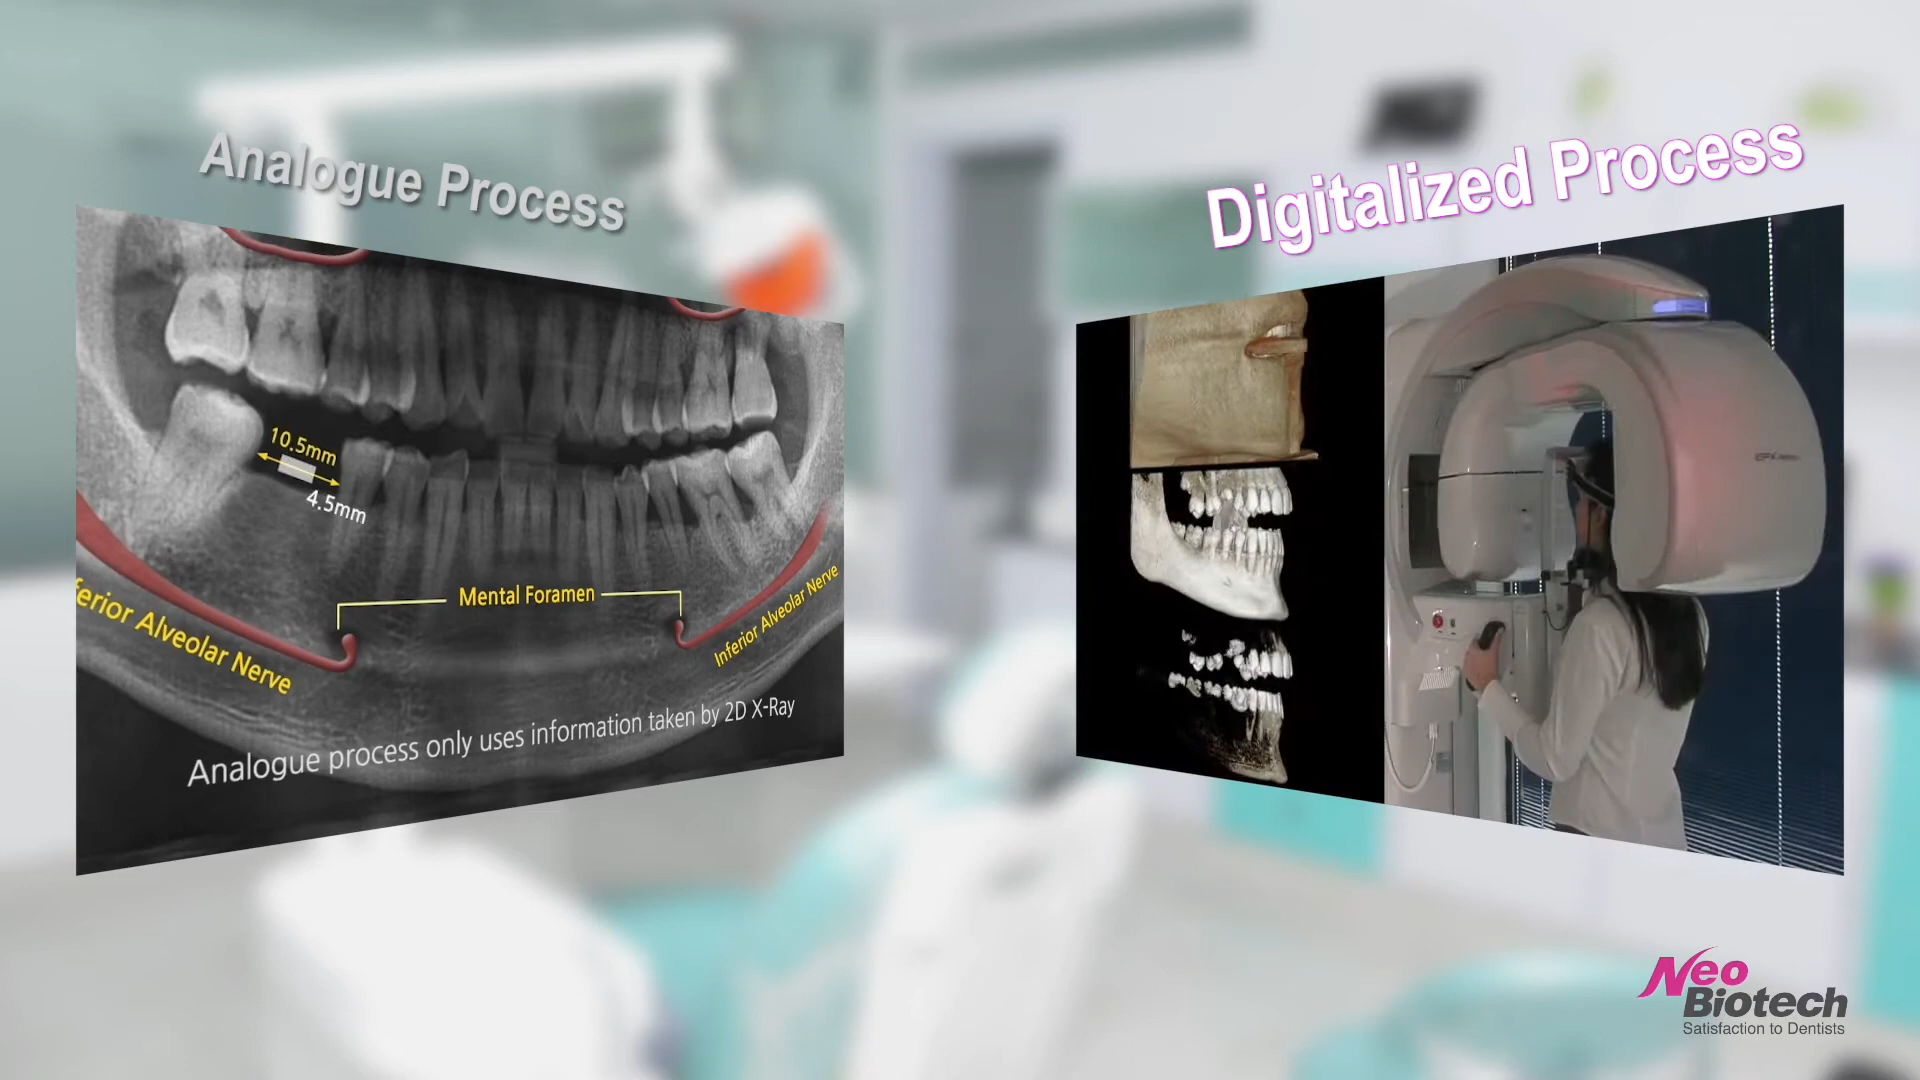 Analogue Process
Digitalized Process
10.5mm
4.5mm
Mental Foramen
ferior Alveolar Nerve
Inferior Alveolar Nerve
Analogue process only uses information taken by 2D X-Ray
Neo
Biotech
Satisfaction to Dentists